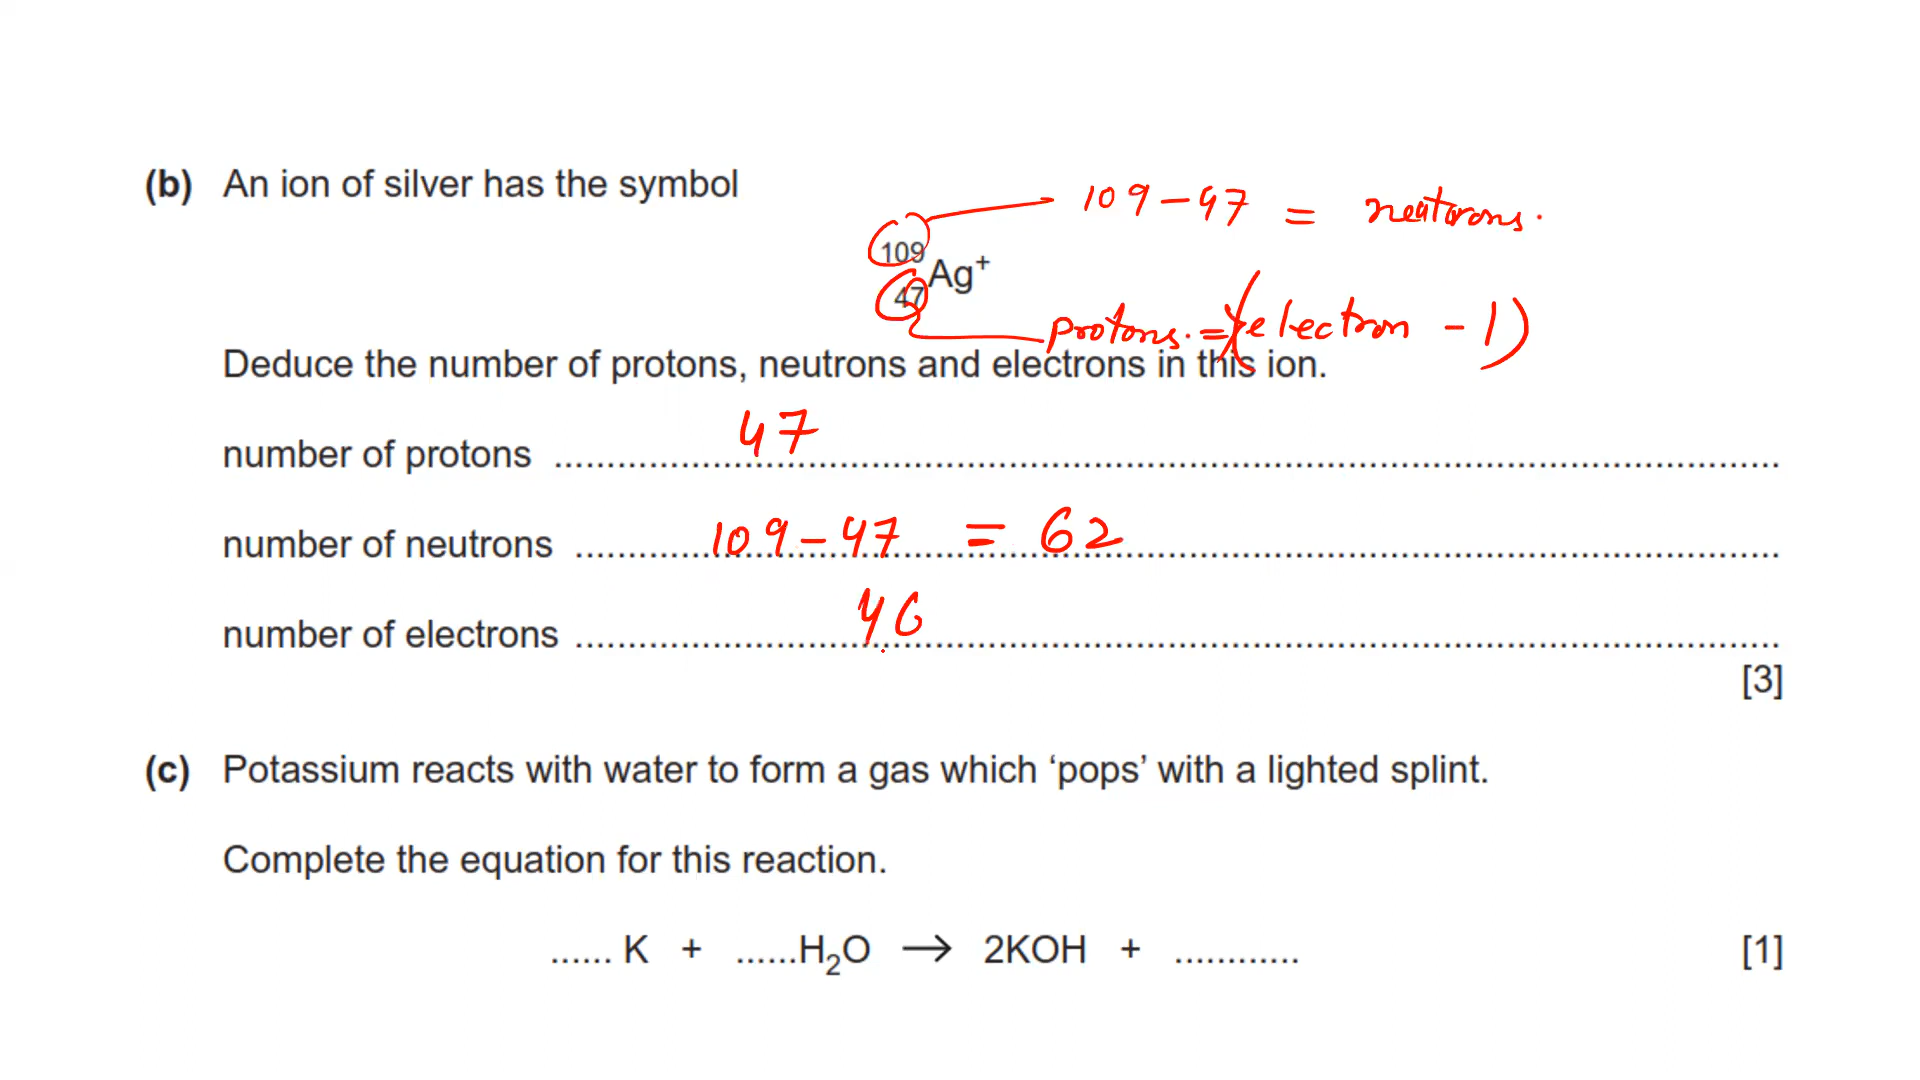 (b) An ion of silver has the symbol
109 - 47 = neutrons.
109
47 Ag+
protons. = (electron - 1)
Deduce the number of protons, neutrons and electrons in this ion.
number of protons .......... 47 ..........
number of neutrons .......... 109 - 47 = 62 ..........
number of electrons .......... 46 ..........
[3]
(c) Potassium reacts with water to form a gas which ‘pops’ with a lighted splint.
Complete the equation for this reaction.
...... K + ......H₂O → 2KOH + ............ [1]